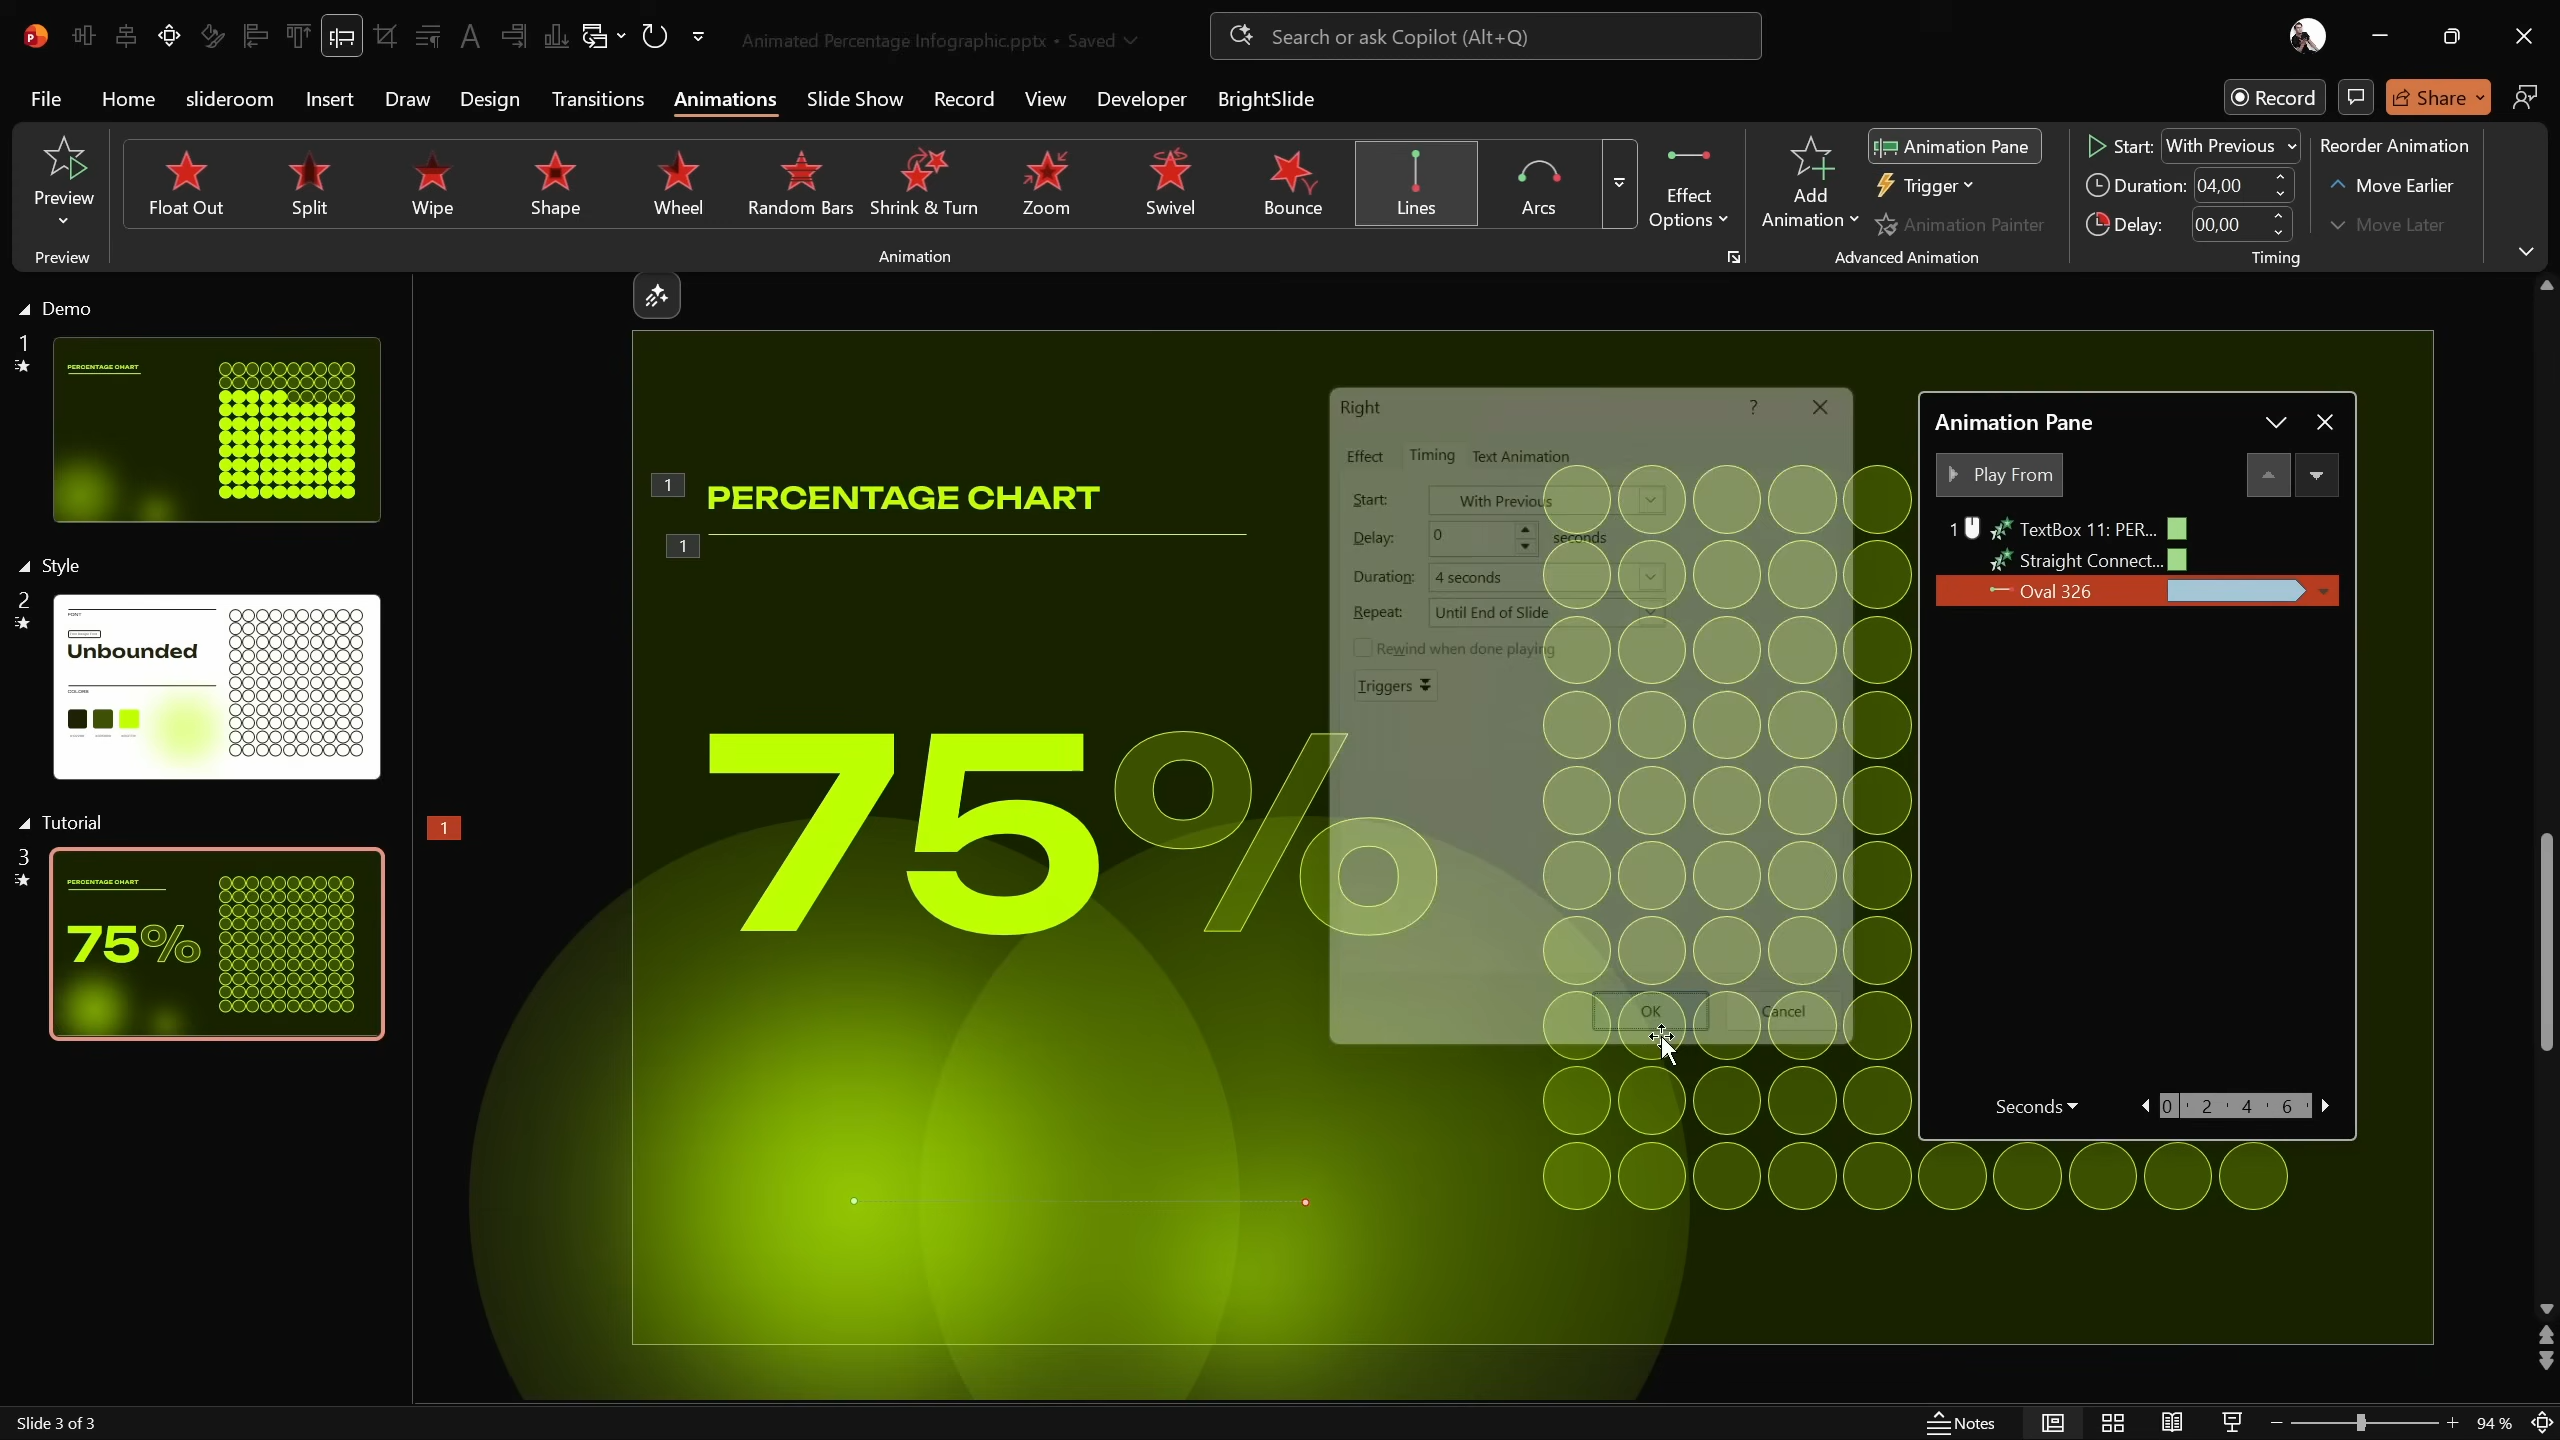 Animated Percentage Infographic.pptx • Saved
Search or ask Copilot (Alt+Q)
File Home slideroom Insert Draw Design Transitions Animations Slide Show Record View Developer BrightSlide
Record Share
Preview
Float Out Split Wipe Shape Wheel Random Bars Shrink & Turn Zoom Swivel Bounce Lines Arcs
Effect Options
Add Animation
Animation Pane
Trigger
Animation Painter
Start: With Previous
Duration: 04,00
Delay: 00,00
Reorder Animation
Move Earlier
Move Later
Preview Animation Advanced Animation Timing
Demo
1
PERCENTAGE CHART
Style
2
FONT
Unbounded
COLORS
Tutorial
3
PERCENTAGE CHART
75%
1
PERCENTAGE CHART
1
75%
1
Right ?
Effect Timing Text Animation
Start: With Previous
Delay: 0 seconds
Duration: 4 seconds
Repeat: Until End of Slide
Rewind when done playing
Triggers
OK Cancel
Animation Pane
Play From
1 TextBox 11: PER...
Straight Connect...
Oval 326
Seconds 0 2 4 6
Slide 3 of 3
Notes
94 %